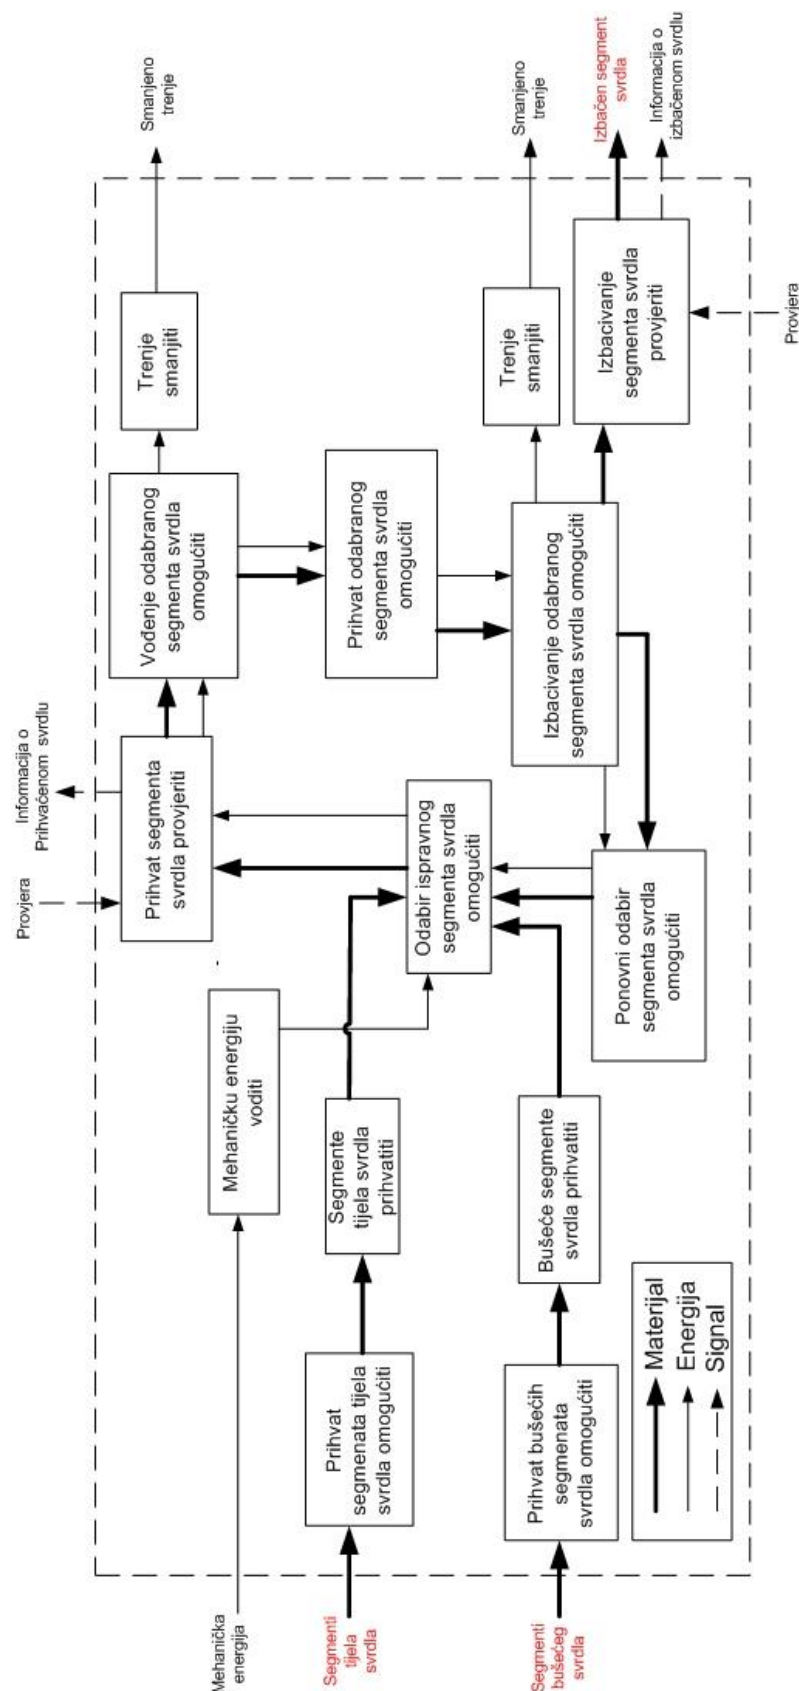 Informacija o
Prihvaćenom svrdlu
Provjera
Smanjeno
trenje
Prihvat segmenta
svrdla provjeriti
Vođenje odabranog
segmenta svrdla
omogućiti
Trenje
smanjiti
Mehanička
energija
Mehaničku energiju
voditi
Segmenti
tijela
svrdla
Prihvat
segmenata tijela
svrdla omogućiti
Segmente
tijela svrdla
prihvatiti
Odabir ispravnog
segmenta svrdla
omogućiti
Prihvat odabranog
segmenta svrdla
omogućiti
Trenje
smanjiti
Smanjeno
trenje
Segmenti
bušećeg
svrdla
Prihvat bušećih
segmenata
svrdla omogućiti
Bušeće segmente
svrdla prihvatiti
Ponovni odabir
segmenta svrdla
omogućiti
Izbacivanje odabranog
segmenta svrdla omogućiti
Izbacivanje
segmenta svrdla
provjeriti
Izbačen segment
svrdla
Informacija o
izbačenom svrdlu
Provjera
Materijal
Energija
Signal